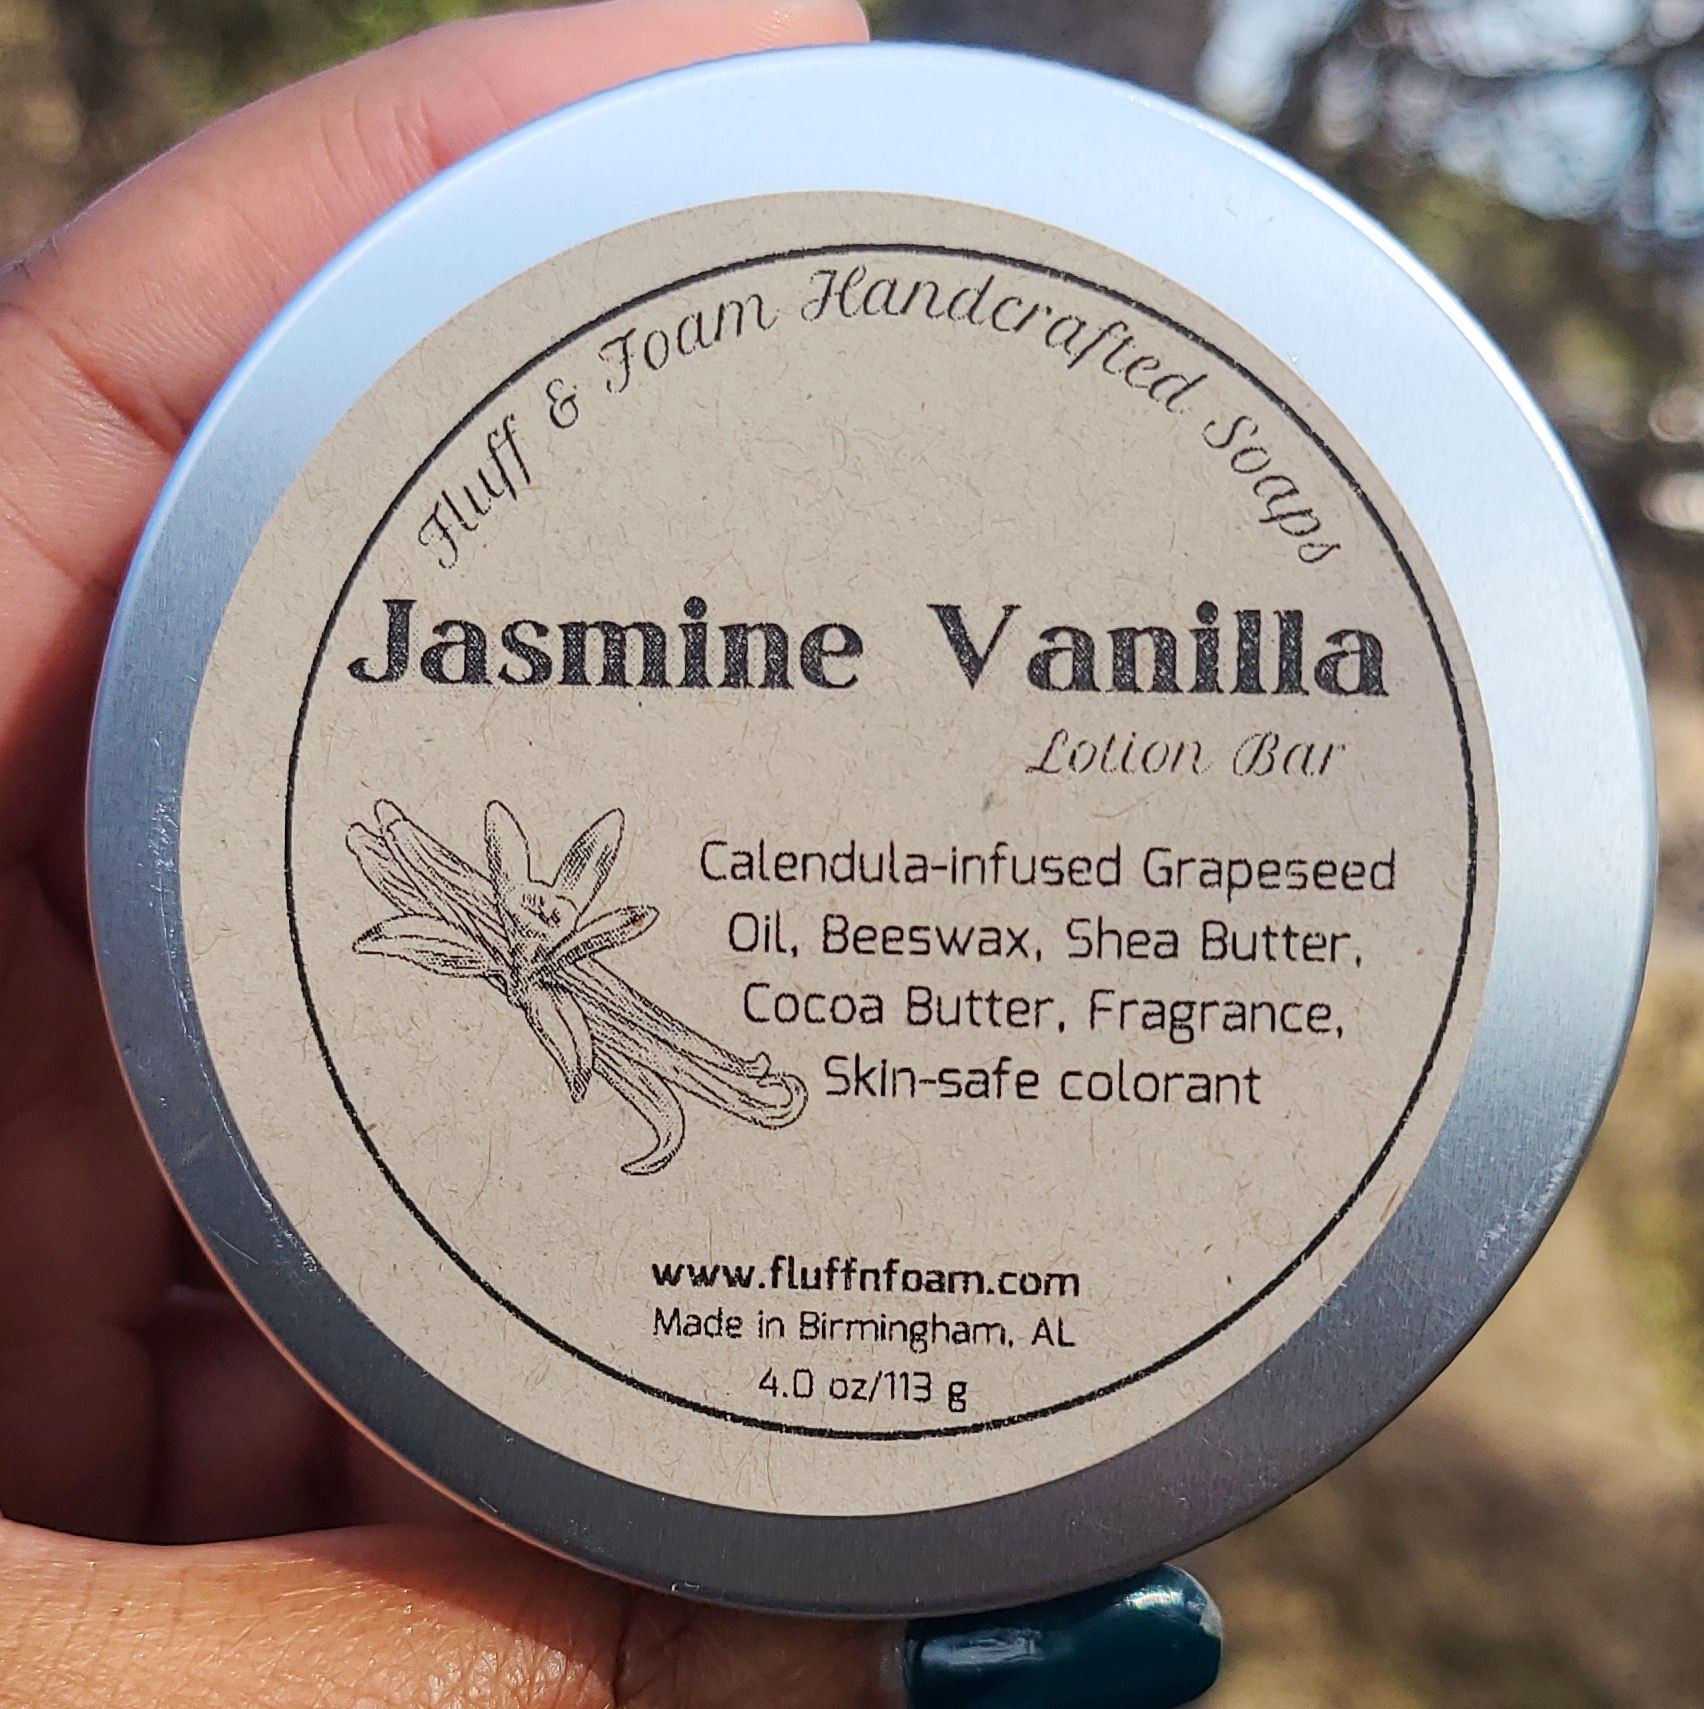 Fluff & Foam Handcrafted Soaps
Jasmine Vanilla
Lotion Bar
Calendula-infused Grapeseed
Oil, Beeswax, Shea Butter,
Cocoa Butter, Fragrance,
Skin-safe colorant
www.fluffnfoam.com
Made in Birmingham, AL
4.0 oz/113 g